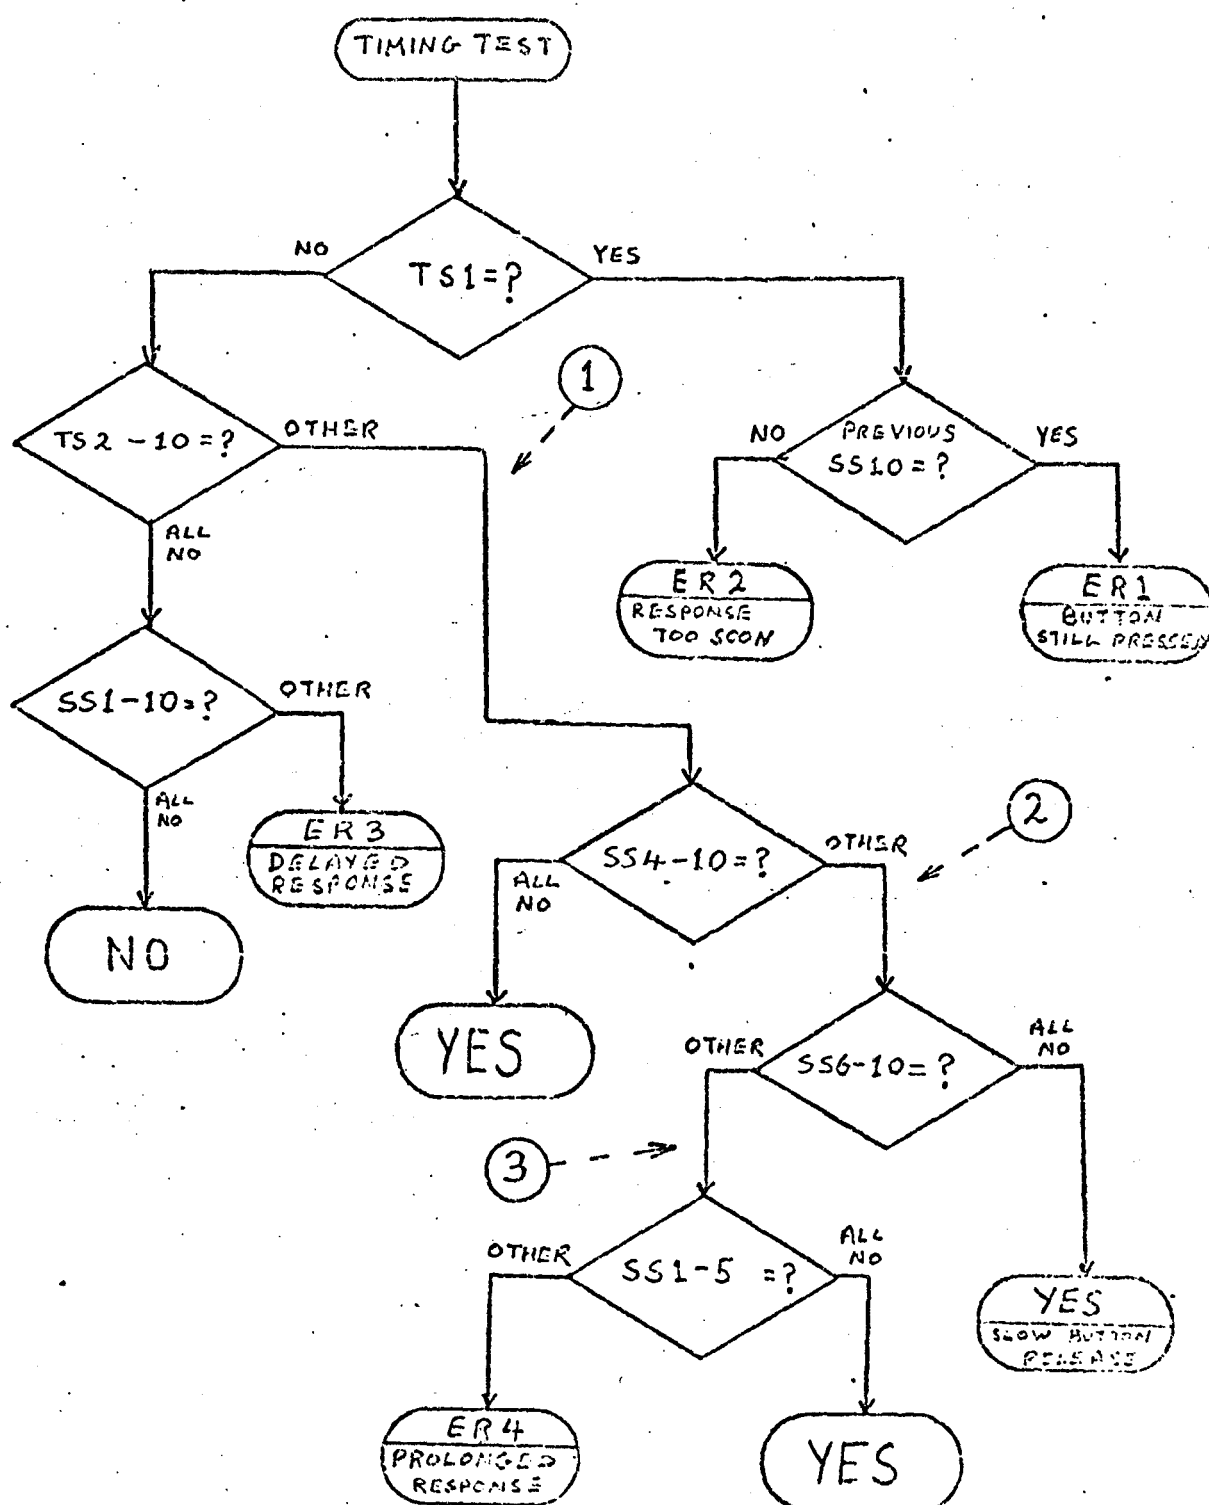 TIMING TEST
NO
YES
TS1=?
1
TS2-10=?
OTHER
NO
PREVIOUS
SS10=?
YES
ALL
NO
ER2
RESPONSE
TOO SOON
ER1
BUTTON
STILL PRESSED
SS1-10=?
OTHER
ALL
NO
ER3
DELAYED
RESPONSE
2
SS4-10=?
OTHER
ALL
NO
NO
YES
OTHER
SS6-10=?
ALL
NO
3
OTHER
SS1-5 =?
ALL
NO
YES
SLOW BUTTON
RELEASE
ER4
PROLONGED
RESPONSE
YES